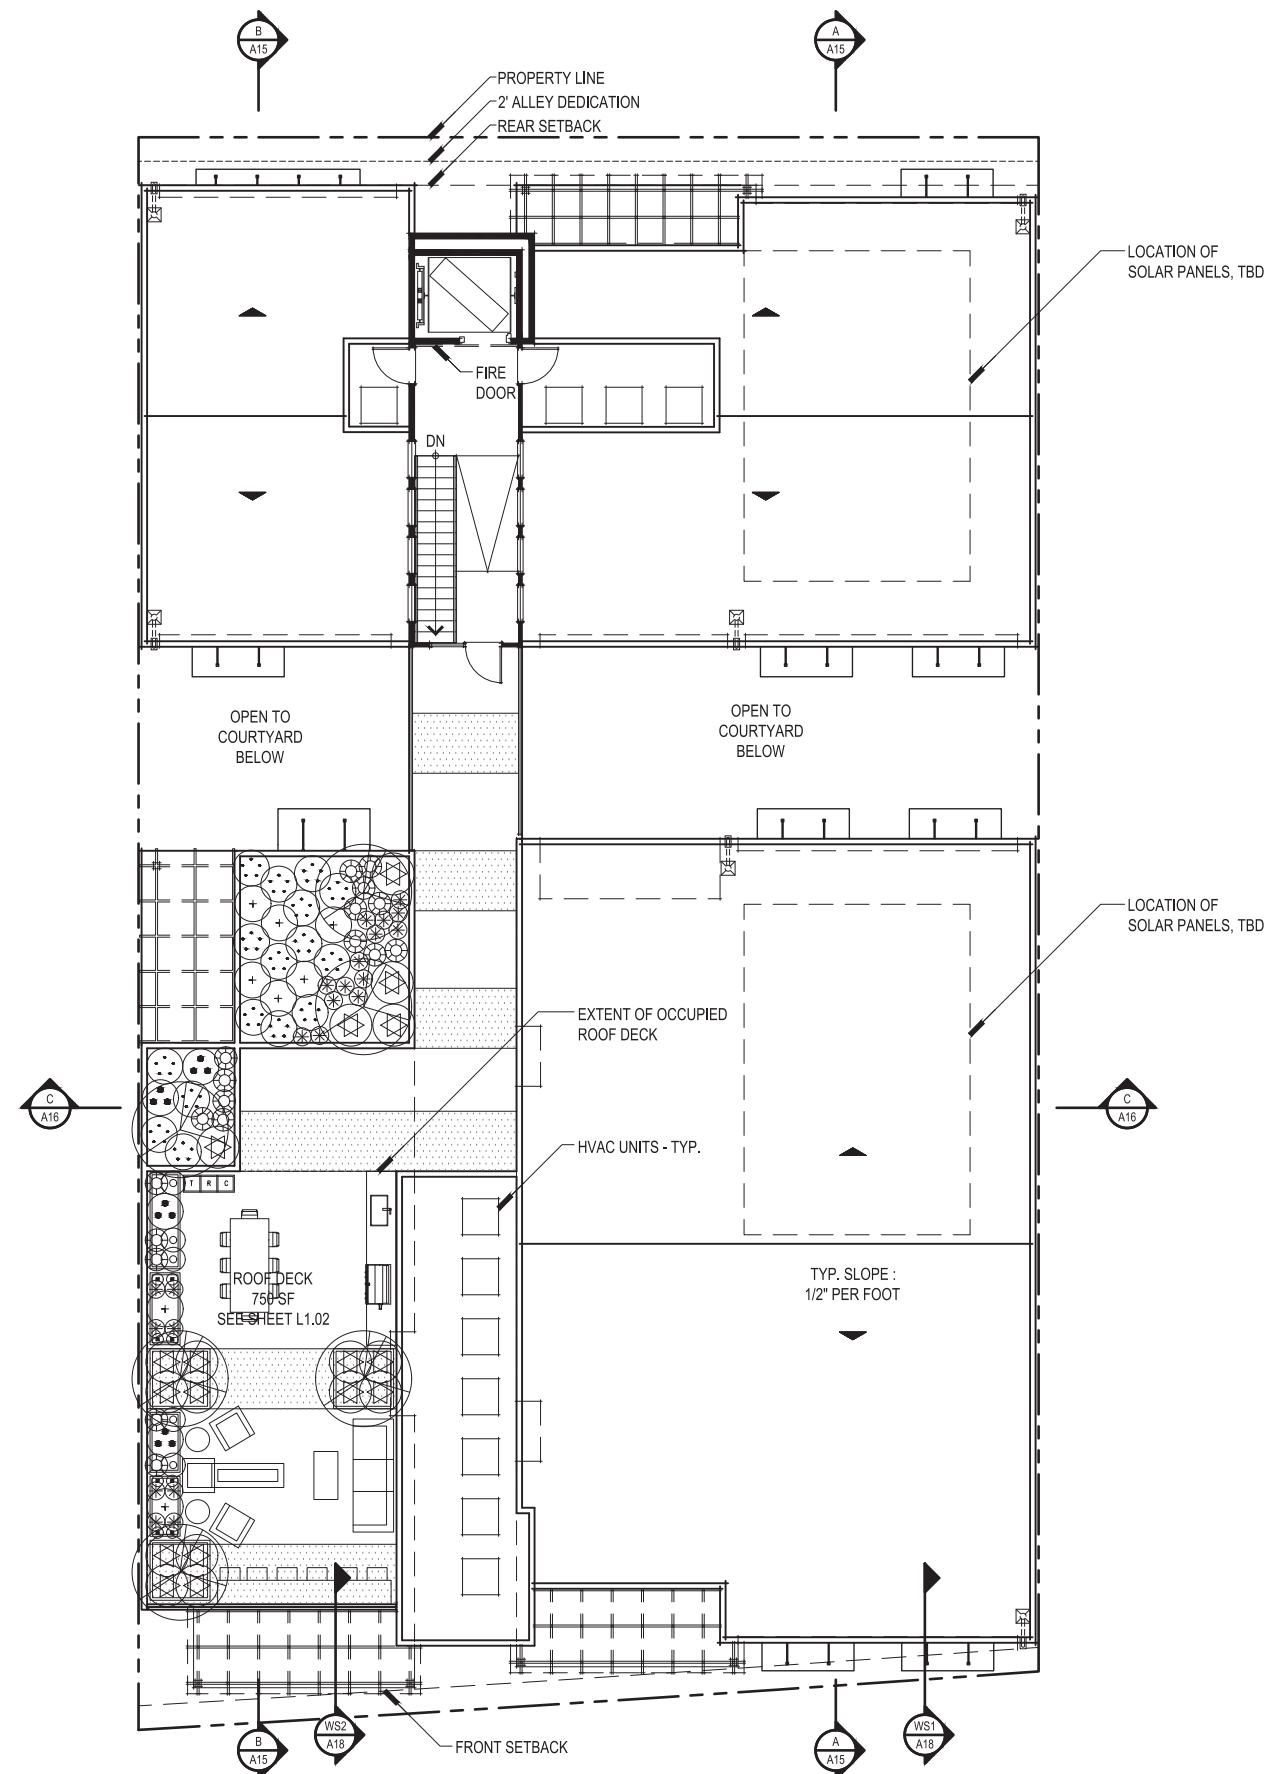 B
A15
A
A15
PROPERTY LINE
2' ALLEY DEDICATION
REAR SETBACK
LOCATION OF
SOLAR PANELS, TBD
FIRE
DOOR
DN
OPEN TO
COURTYARD
BELOW
OPEN TO
COURTYARD
BELOW
LOCATION OF
SOLAR PANELS, TBD
EXTENT OF OCCUPIED
ROOF DECK
C
A16
C
A16
HVAC UNITS - TYP.
T R C
ROOF DECK
750 SF
SEE SHEET L1.02
TYP. SLOPE :
1/2" PER FOOT
WS2
A18
WS1
A18
B
A15
A
A15
FRONT SETBACK